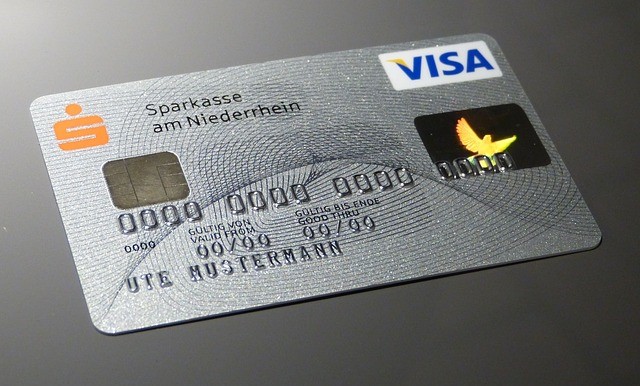 VISA
Sparkasse
am Niederrhein
0000 0000 0000 0000
0000
GÜLTIG VON
VALID FROM
GÜLTIG BIS ENDE
GOOD THRU
00/00 00/00
UTE MUSTERMANN